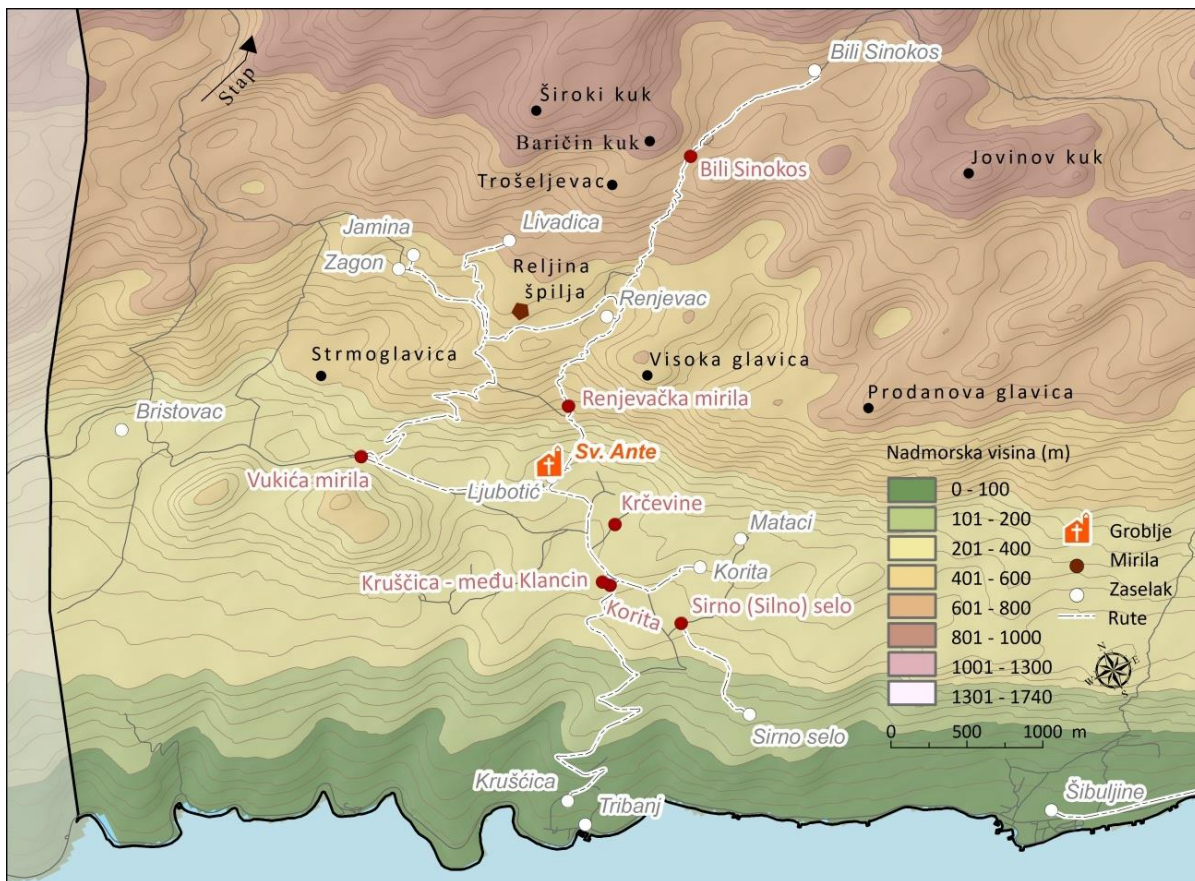 Bili Sinokos
Stap
Široki kuk
Baričin kuk
Bili Sinokos
Jovinov kuk
Trošeljevac
Jamina
Livadica
Zagon
Reljina
špilja
Renjevac
Strmoglavica
Visoka glavica
Renjevačka mirila
Prodanova glavica
Bristovac
Sv. Ante
Vukića mirila
Ljubotić
Krčevine
Mataci
Kruščica - među Klancin
Korita
Korita
Sirno (Silno) selo
Sirno selo
Krušćica
Tribanj
Šibuljine
Nadmorska visina (m)
0 - 100
101 - 200
201 - 400
401 - 600
601 - 800
801 - 1000
1001 - 1300
1301 - 1740
Groblje
Mirila
Zaselak
Rute
N
E
S
W
0 500 1000 m